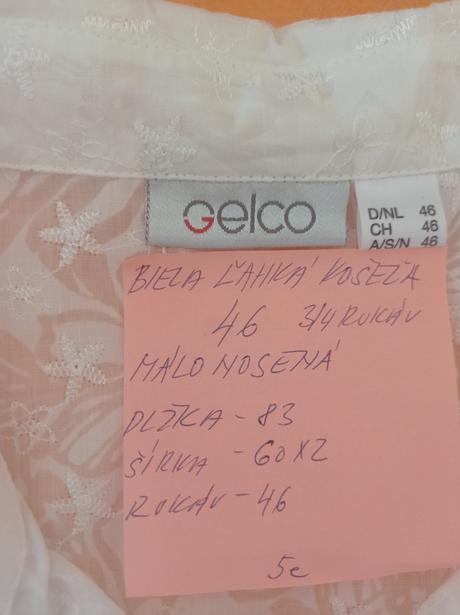 Gelco
D/NL 46
CH 46
A/S/N 46
BIELA ĽAHKÁ KOŠEĽA
46 3/4 RUKÁV
MÁLO NOSENÁ
DĹŽKA - 83
ŠÍRKA - 60X2
RUKÁV - 46
5e